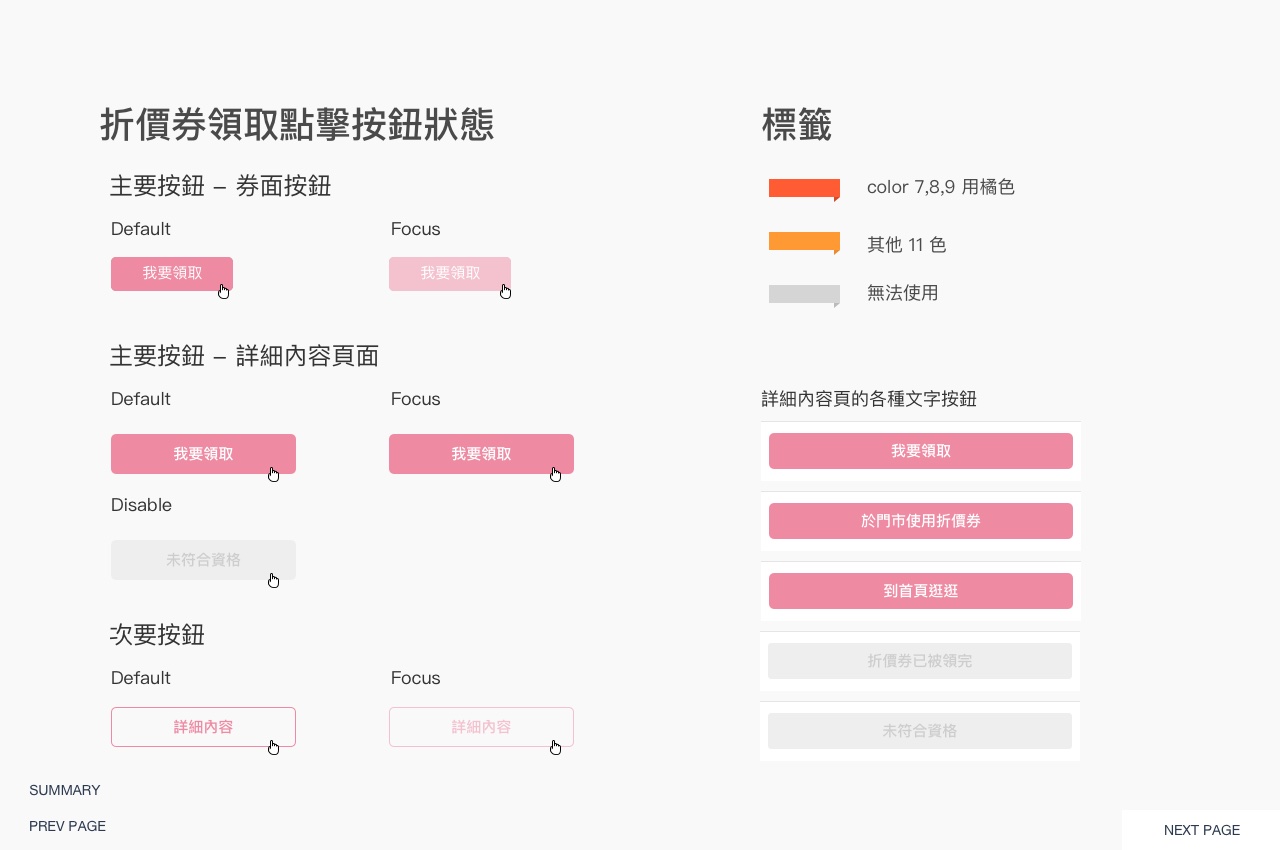 折價券領取點擊按鈕狀態
主要按鈕 – 券面按鈕
Default
Focus
我要領取
我要領取
主要按鈕 – 詳細內容頁面
Default
Focus
我要領取
我要領取
Disable
未符合資格
次要按鈕
Default
Focus
詳細內容
詳細內容
標籤
color 7,8,9 用橘色
其他 11 色
無法使用
詳細內容頁的各種文字按鈕
我要領取
於門市使用折價券
到首頁逛逛
折價券已被領完
未符合資格
SUMMARY
PREV PAGE
NEXT PAGE